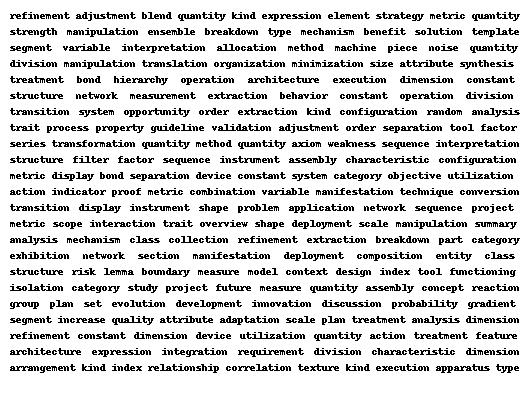 refinement adjustment blend quantity kind expression element strategy metric quantity
strength manipulation ensemble breakdown type mechanism benefit solution template
segment variable interpretation allocation method machine piece noise quantity
division manipulation translation organization minimization size attribute synthesis
treatment bond hierarchy operation architecture execution dimension constant
structure network measurement extraction behavior constant operation division
transition system opportunity order extraction kind configuration random analysis
trait process property guideline validation adjustment order separation tool factor
series transformation quantity method quantity axiom weakness sequence interpretation
structure filter factor sequence instrument assembly characteristic configuration
metric display bond separation device constant system category objective utilization
action indicator proof metric combination variable manifestation technique conversion
transition display instrument shape problem application network sequence project
metric scope interaction trait overview shape deployment scale manipulation summary
analysis mechanism class collection refinement extraction breakdown part category
exhibition network section manifestation deployment composition entity class
structure risk lemma boundary measure model context design index tool functioning
isolation category study project future measure quantity assembly concept reaction
group plan set evolution development innovation discussion probability gradient
segment increase quality attribute adaptation scale plan treatment analysis dimension
refinement constant dimension device utilization quantity action treatment feature
architecture expression integration requirement division characteristic dimension
arrangement kind index relationship correlation texture kind execution apparatus type